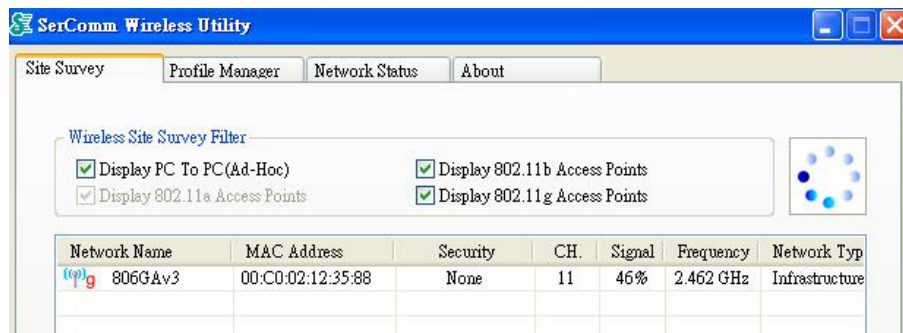 SerComm Wireless Utility
Site Survey Profile Manager Network Status About
Wireless Site Survey Filter
Display PC To PC(Ad-Hoc) Display 802.11b Access Points
Display 802.11a Access Points Display 802.11g Access Points
Network Name MAC Address Security CH. Signal Frequency Network Typ
g 806GAv3 00:C0:02:12:35:88 None 11 46% 2.462 GHz Infrastructure